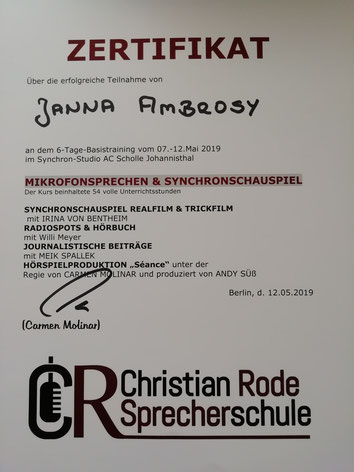 ZERTIFIKAT
Über die erfolgreiche Teilnahme von
JANNA AMBROSY
an dem 6-Tage-Basistraining vom 07.-12.Mai 2019
im Synchron-Studio AC Scholle Johannisthal
MIKROFONSPRECHEN & SYNCHRONSCHAUSPIEL
Der Kurs beinhaltete 54 volle Unterrichtsstunden
SYNCHRONSCHAUSPIEL REALFILM & TRICKFILM
mit IRINA VON BENTHEIM
RADIOSPOTS & HÖRBUCH
mit Willi Meyer
JOURNALISTISCHE BEITRÄGE
mit MEIK SPALLEK
HÖRSPIELPRODUKTION „Séance“ unter der
Regie von CARMEN MOLINAR und produziert von ANDY SÜß
Berlin, d. 12.05.2019
(Carmen Molinar)
CR Christian Rode
Sprecherschule